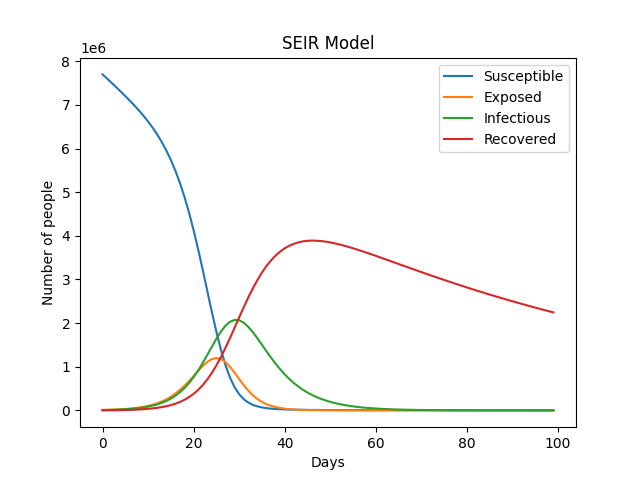 SEIR Model
1e6
8
7
6
5
4
3
2
1
0
Number of people
0 20 40 60 80 100
Days
Susceptible
Exposed
Infectious
Recovered